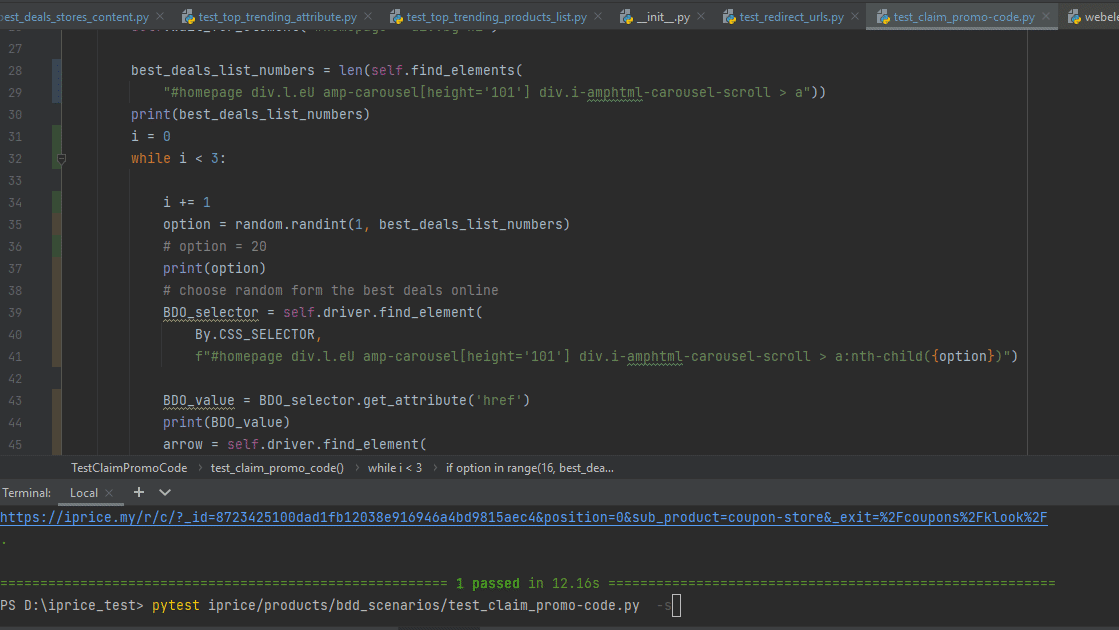 best_deals_stores_content.py × test_top_trending_attribute.py × test_top_trending_products_list.py × __init__.py × test_redirect_urls.py × test_claim_promo-code.py × webele
27
28 best_deals_list_numbers = len(self.find_elements(
29 "#homepage div.l.eU amp-carousel[height='101'] div.i-amphtml-carousel-scroll > a"))
30 print(best_deals_list_numbers)
31 i = 0
32 while i < 3:
33
34 i += 1
35 option = random.randint(1, best_deals_list_numbers)
36 # option = 20
37 print(option)
38 # choose random form the best deals online
39 BDO_selector = self.driver.find_element(
40 By.CSS_SELECTOR,
41 f"#homepage div.l.eU amp-carousel[height='101'] div.i-amphtml-carousel-scroll > a:nth-child({option})")
42
43 BDO_value = BDO_selector.get_attribute('href')
44 print(BDO_value)
45 arrow = self.driver.find_element(
TestClaimPromoCode › test_claim_promo_code() › while i < 3 › if option in range(16, best_dea...
Terminal: Local × +
https://iprice.my/r/c/?_id=8723425100dad1fb12038e916946a4bd9815aec4&position=0&sub_product=coupon-store&_exit=%2Fcoupons%2Fklook%2F
.
======================================================== 1 passed in 12.16s ========================================================
PS D:\iprice_test> pytest iprice/products/bdd_scenarios/test_claim_promo-code.py -s